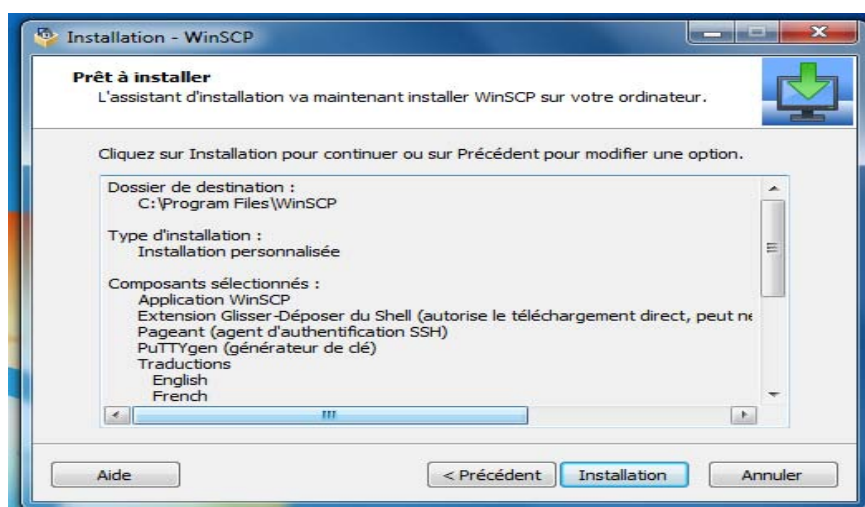 Installation - WinSCP
Prêt à installer
L'assistant d'installation va maintenant installer WinSCP sur votre ordinateur.
Cliquez sur Installation pour continuer ou sur Précédent pour modifier une option.
Dossier de destination :
C:\Program Files\WinSCP
Type d'installation :
Installation personnalisée
Composants sélectionnés :
Application WinSCP
Extension Glisser-Déposer du Shell (autorise le téléchargement direct, peut ne
Pageant (agent d'authentification SSH)
PuTTYgen (générateur de clé)
Traductions
English
French
Aide
< Précédent
Installation
Annuler